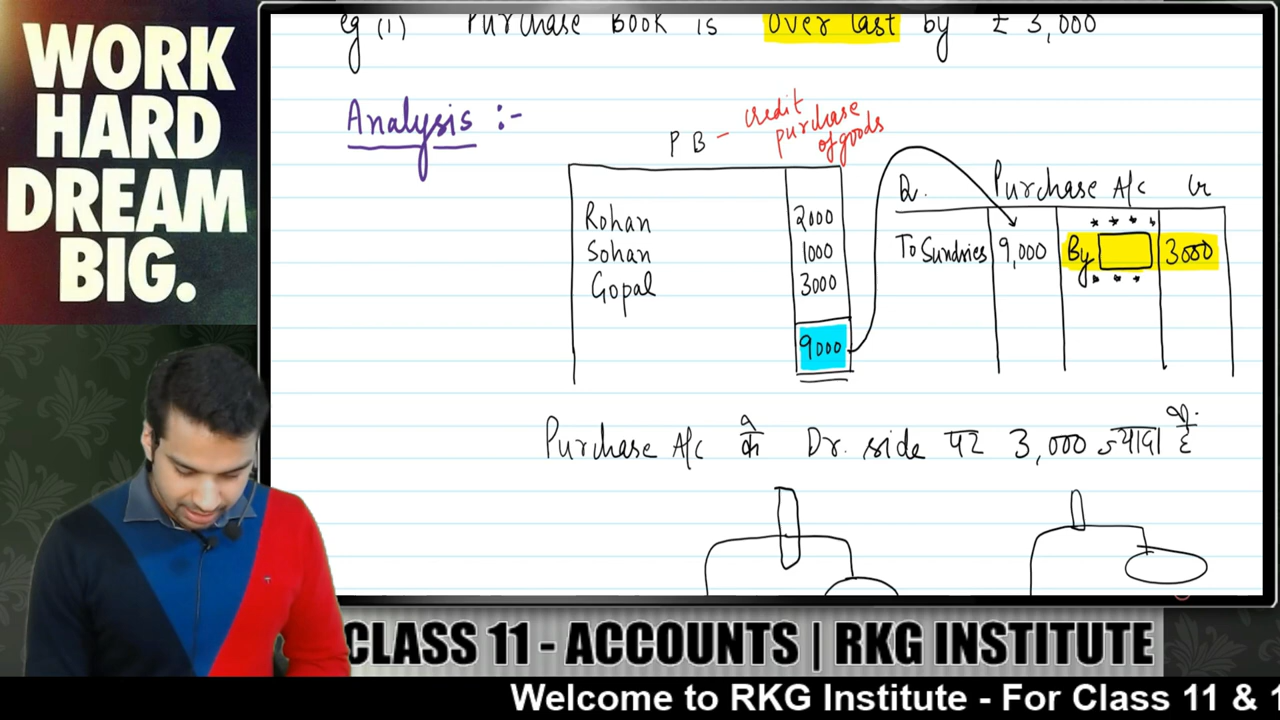 WORK
HARD
DREAM
BIG.
eg (1) Purchase Book is Over cast by ₹ 3,000
Analysis :-
PB - credit purchase of goods
Dr. Purchase A/c Cr
Rohan 2000
Sohan 1000
Gopal 3000
9000
To Sundries 9,000 By 3000
Purchase A/c के Dr. side पर 3,000 ज्यादा है
CLASS 11 - ACCOUNTS | RKG INSTITUTE
Welcome to RKG Institute - For Class 11 & 1